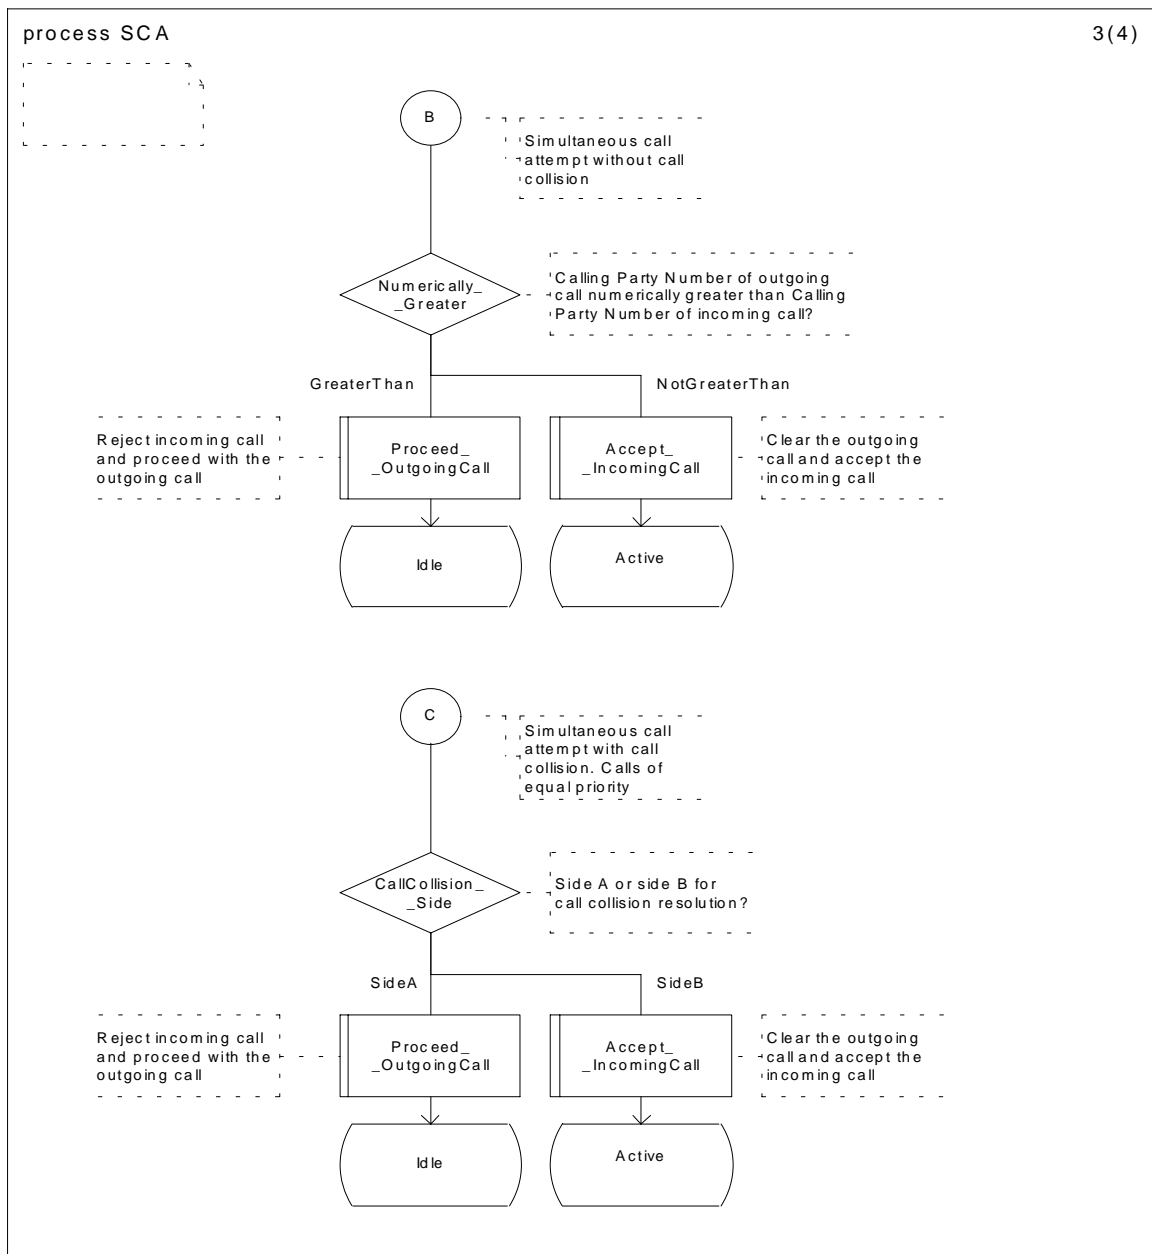 process SCA
3(4)
B
Simultaneous call
attempt without call
collision
Numerically_
_Greater
Calling Party Number of outgoing
call numerically greater than Calling
Party Number of incoming call?
GreaterThan
NotGreaterThan
Reject incoming call
and proceed with the
outgoing call
Proceed_
_OutgoingCall
Accept_
_IncomingCall
Clear the outgoing
call and accept the
incoming call
Idle
Active
C
Simultaneous call
attempt with call
collision. Calls of
equal priority
CallCollision_
_Side
Side A or side B for
call collision resolution?
SideA
SideB
Reject incoming call
and proceed with the
outgoing call
Proceed_
_OutgoingCall
Accept_
_IncomingCall
Clear the outgoing
call and accept the
incoming call
Idle
Active